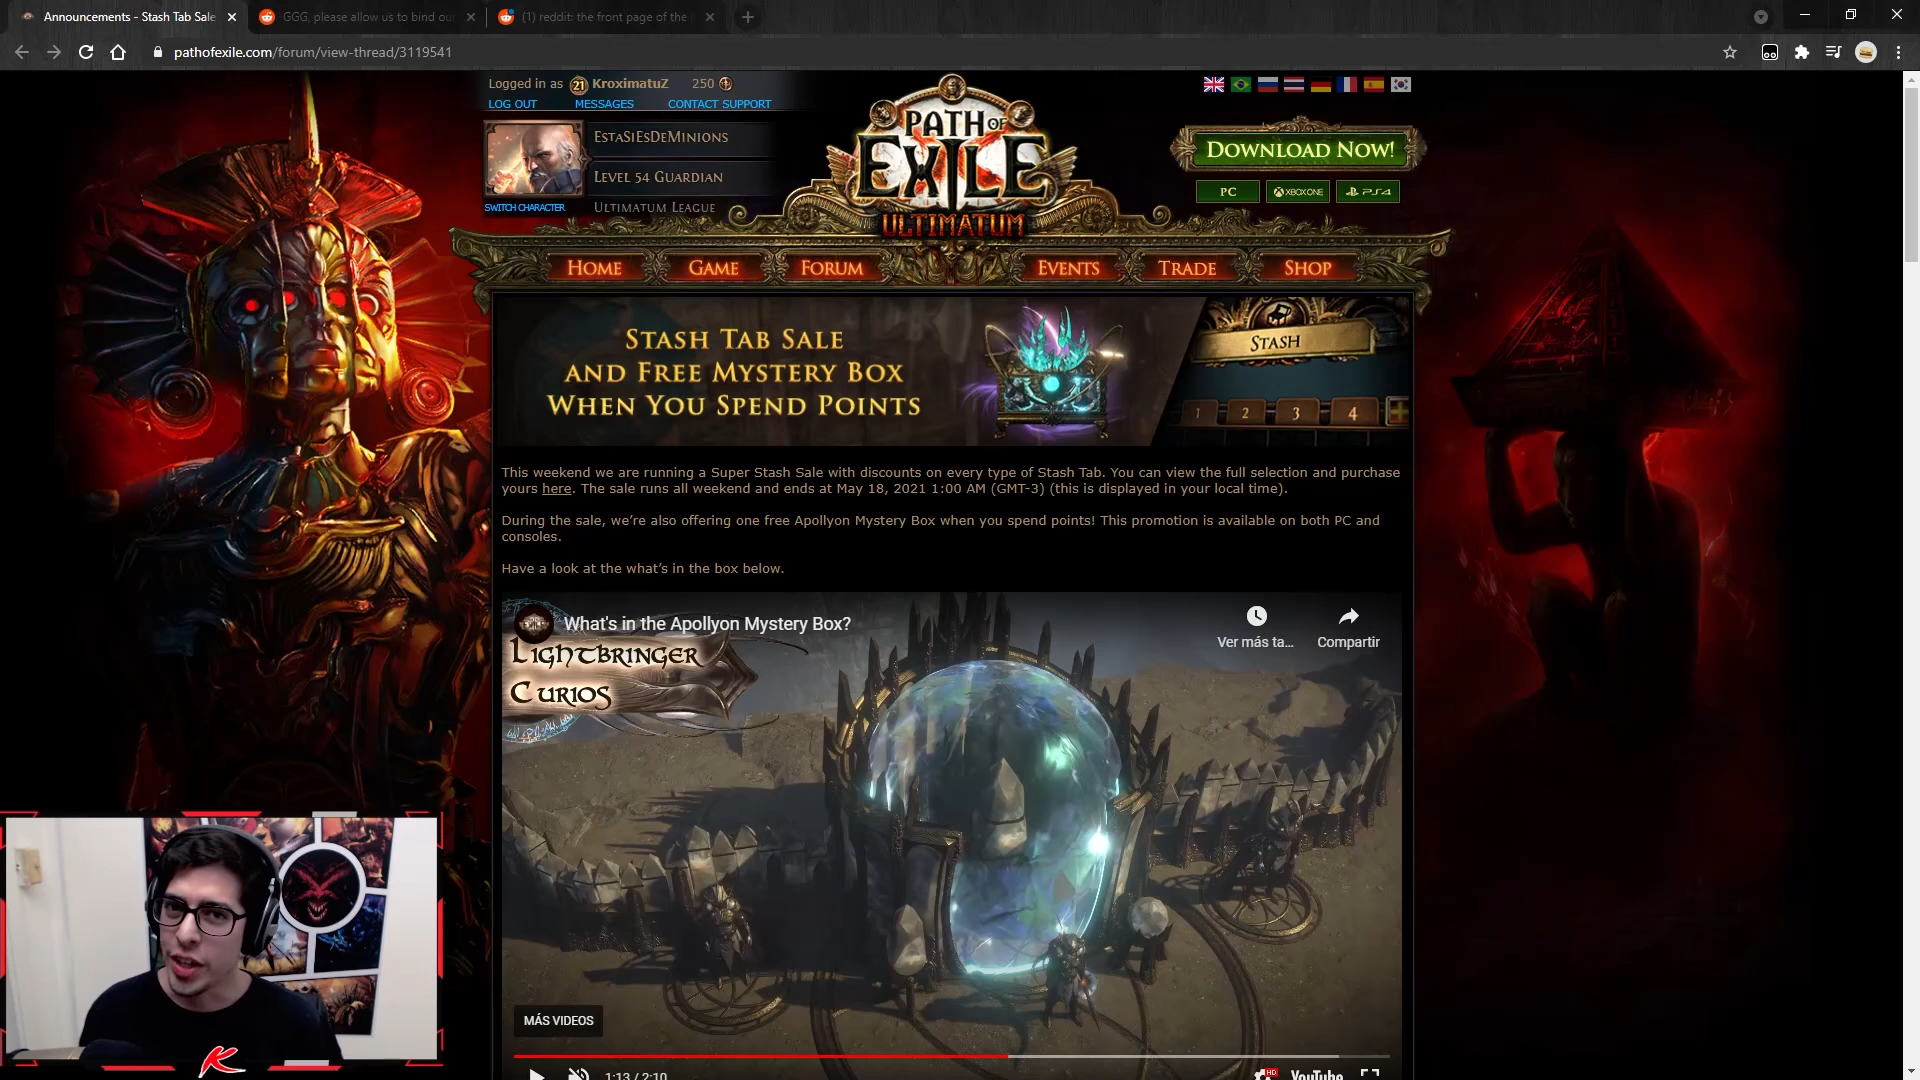 Announcements - Stash Tab Sale
GGG, please allow us to bind our
(1) reddit: the front page of the i
pathofexile.com/forum/view-thread/3119541
Logged in as 21 KroximatuZ 250
LOG OUT MESSAGES CONTACT SUPPORT
EstaSiEsDeMinions
Level 54 Guardian
SWITCH CHARACTER
Ultimatum League
PATH OF
EXILE
ULTIMATUM
DOWNLOAD NOW!
PC XBOX ONE PS4
HOME GAME FORUM EVENTS TRADE SHOP
STASH TAB SALE
AND FREE MYSTERY BOX
WHEN YOU SPEND POINTS
STASH
1 2 3 4 +
This weekend we are running a Super Stash Sale with discounts on every type of Stash Tab. You can view the full selection and purchase
yours here. The sale runs all weekend and ends at May 18, 2021 1:00 AM (GMT-3) (this is displayed in your local time).
During the sale, we're also offering one free Apollyon Mystery Box when you spend points! This promotion is available on both PC and
consoles.
Have a look at the what's in the box below.
What's in the Apollyon Mystery Box?
Ver más ta...
Compartir
Lightbringer
Curios
MÁS VIDEOS
1:13 / 2:10
HD
YouTube
K